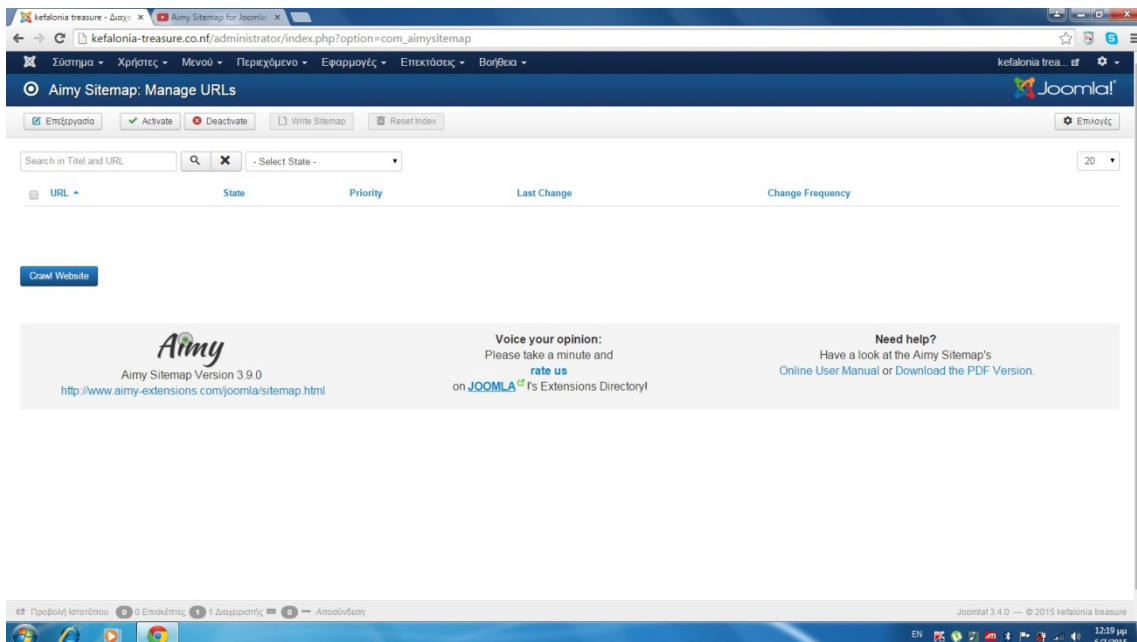 kefalonia treasure - Διαχε
Aimy Sitemap for Joomla!
kefalonia-treasure.co.nf/administrator/index.php?option=com_aimysitemap
Σύστημα Χρήστες Μενού Περιεχόμενο Εφαρμογές Επεκτάσεις Βοήθεια kefalonia trea...
Aimy Sitemap: Manage URLs Joomla!
Επεξεργασία Activate Deactivate Write Sitemap Reset Index Επιλογές
Search in Titel and URL - Select State - 20
URL State Priority Last Change Change Frequency
Crawl Website
Aimy
Aimy Sitemap Version 3.9.0
http://www.aimy-extensions.com/joomla/sitemap.html
Voice your opinion:
Please take a minute and
rate us
on JOOMLA!'s Extensions Directory!
Need help?
Have a look at the Aimy Sitemap's
Online User Manual or Download the PDF Version.
Προβολή Ιστοτόπου 0 0 Επισκέπτες 1 1 Διαχειριστής 0 Αποσύνδεση Joomla! 3.4.0 — © 2015 kefalonia treasure
EN 12:19 μμ
6/7/2015